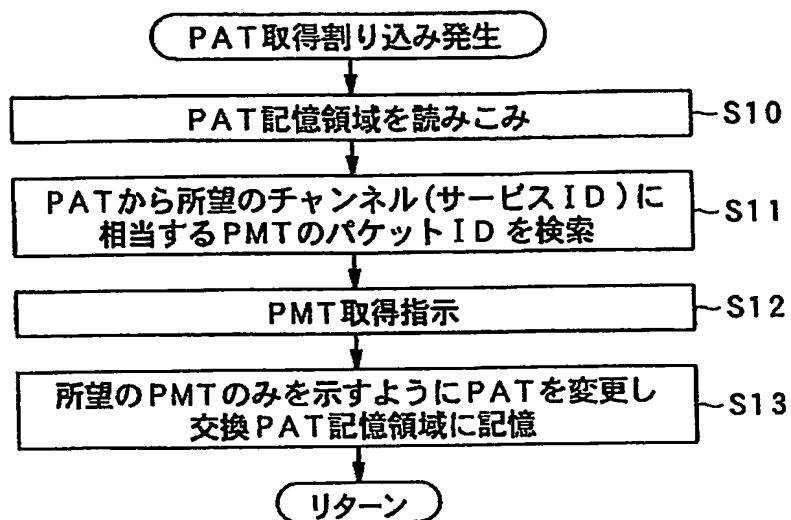 PAT取得割り込み発生
PAT記憶領域を読みこみ
S10
PATから所望のチャンネル(サービスID)に
相当するPMTのパケットIDを検索
S11
PMT取得指示
S12
所望のPMTのみを示すようにPATを変更し
交換PAT記憶領域に記憶
S13
リターン